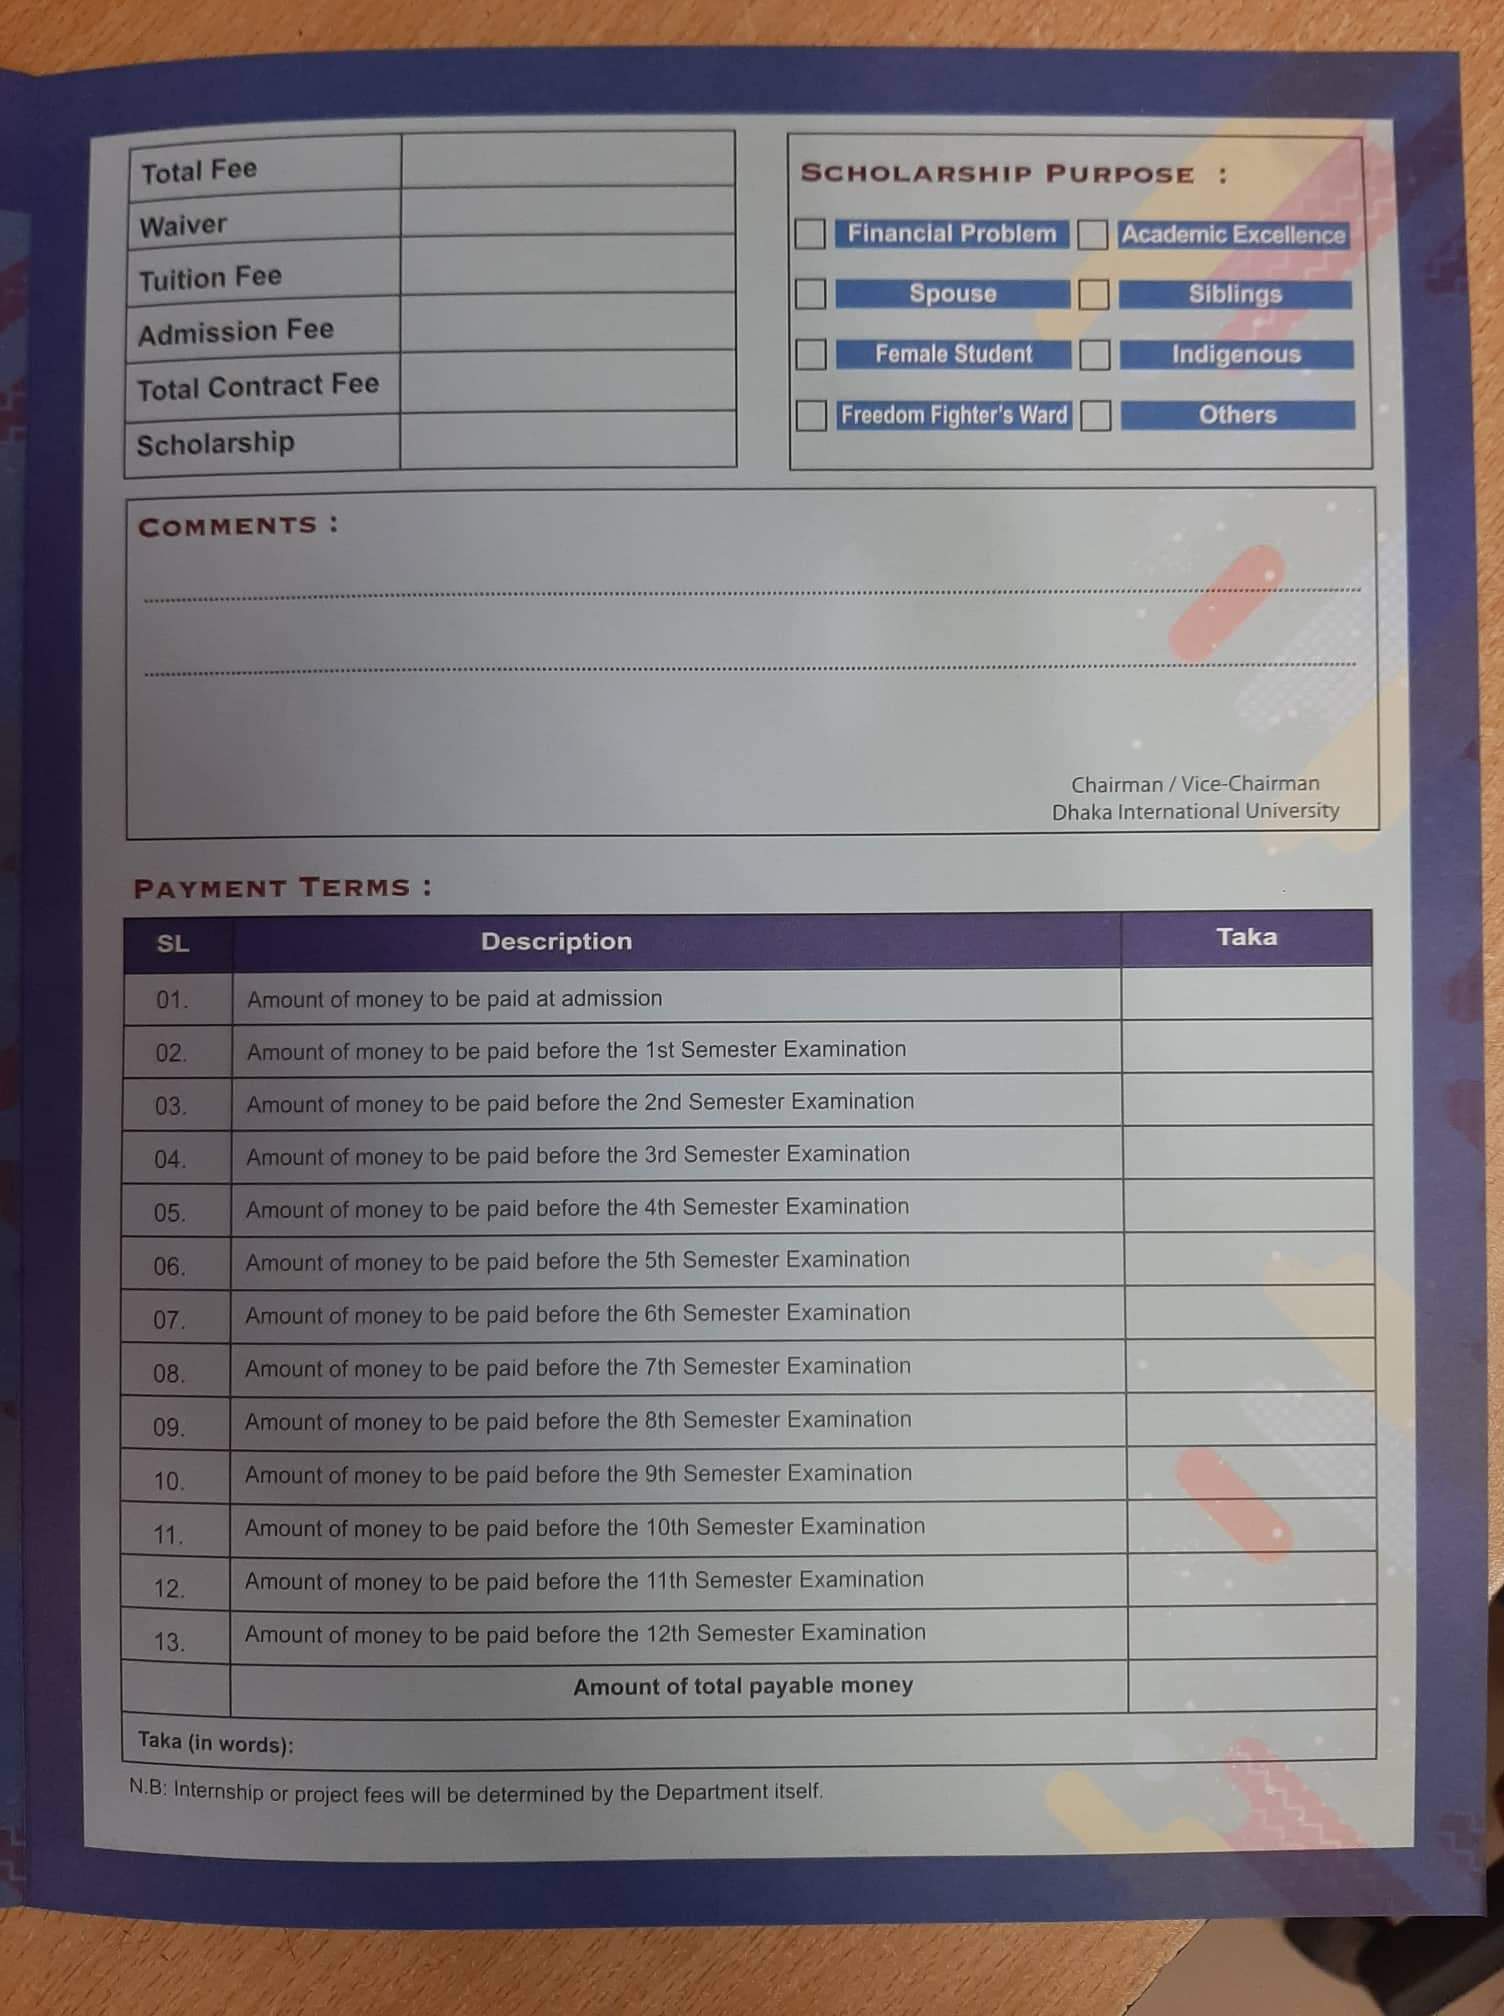 Total Fee
Waiver
Tuition Fee
Admission Fee
Total Contract Fee
Scholarship
SCHOLARSHIP PURPOSE :
Financial Problem Academic Excellence
Spouse Siblings
Female Student Indigenous
Freedom Fighter's Ward Others
COMMENTS :
Chairman / Vice-Chairman
Dhaka International University
PAYMENT TERMS :
SL Description Taka
01. Amount of money to be paid at admission
02. Amount of money to be paid before the 1st Semester Examination
03. Amount of money to be paid before the 2nd Semester Examination
04. Amount of money to be paid before the 3rd Semester Examination
05. Amount of money to be paid before the 4th Semester Examination
06. Amount of money to be paid before the 5th Semester Examination
07. Amount of money to be paid before the 6th Semester Examination
08. Amount of money to be paid before the 7th Semester Examination
09. Amount of money to be paid before the 8th Semester Examination
10. Amount of money to be paid before the 9th Semester Examination
11. Amount of money to be paid before the 10th Semester Examination
12. Amount of money to be paid before the 11th Semester Examination
13. Amount of money to be paid before the 12th Semester Examination
Amount of total payable money
Taka (in words):
N.B: Internship or project fees will be determined by the Department itself.